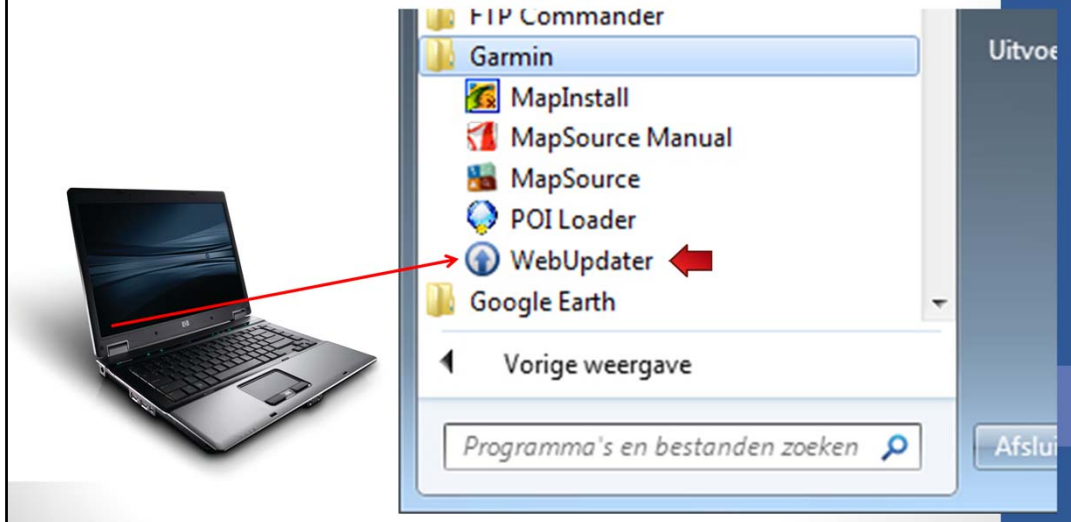 FTP Commander
Garmin
MapInstall
MapSource Manual
MapSource
POI Loader
WebUpdater
Google Earth
Vorige weergave
Programma's en bestanden zoeken